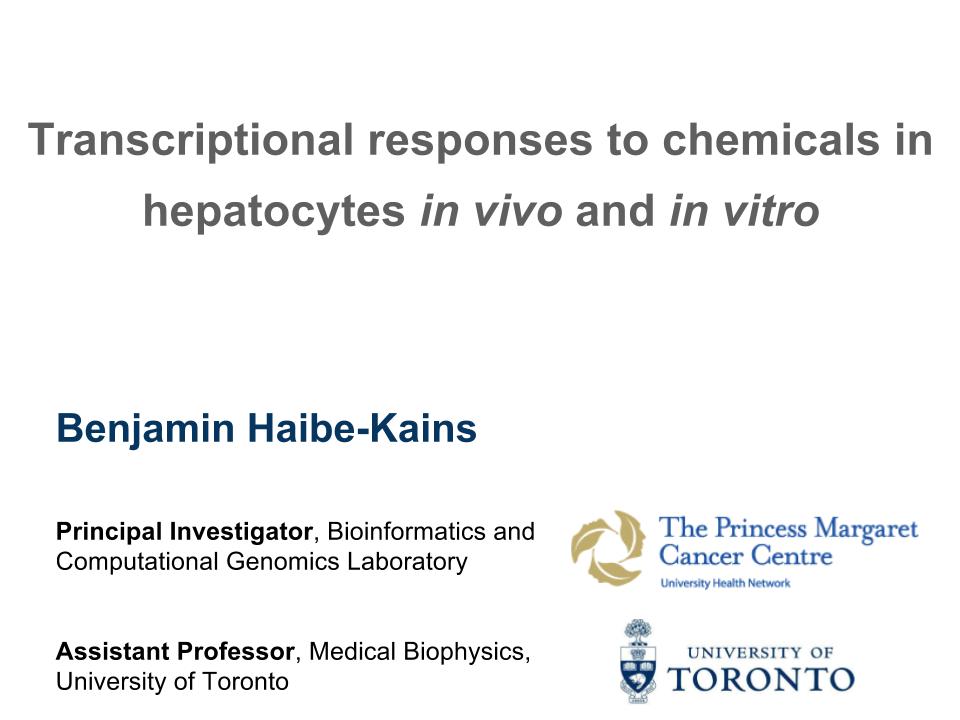 Transcriptional responses to chemicals in
hepatocytes in vivo and in vitro
Benjamin Haibe-Kains
Principal Investigator, Bioinformatics and
Computational Genomics Laboratory
The Princess Margaret
Cancer Centre
University Health Network
Assistant Professor, Medical Biophysics,
University of Toronto
UNIVERSITY OF
TORONTO